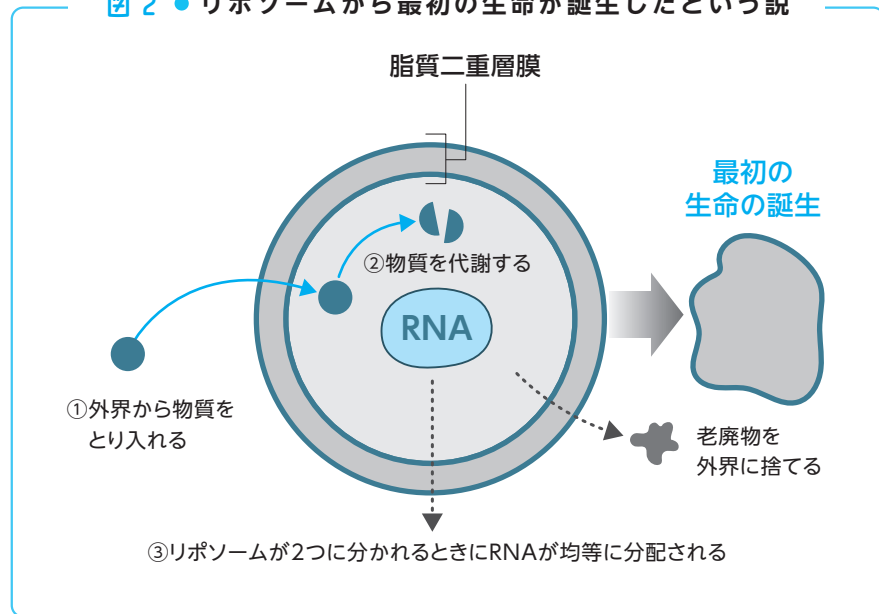 図2 ● リポソームから最初の生命が誕生したという説
脂質二重層膜
最初の
生命の誕生
②物質を代謝する
RNA
①外界から物質を
とり入れる
老廃物を
外界に捨てる
③リポソームが2つに分かれるときにRNAが均等に分配される